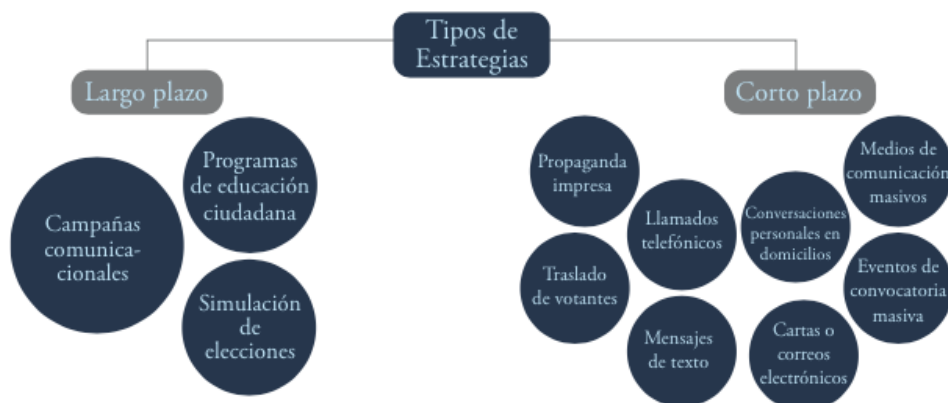 Tipos de
Estrategias
Largo plazo
Corto plazo
Campañas
comunica-
cionales
Programas
de educación
ciudadana
Simulación
de
elecciones
Propaganda
impresa
Llamados
telefónicos
Conversaciones
personales en
domicilios
Medios de
comunicación
masivos
Traslado
de votantes
Mensajes
de texto
Cartas o
correos
electrónicos
Eventos de
convocatoria
masiva